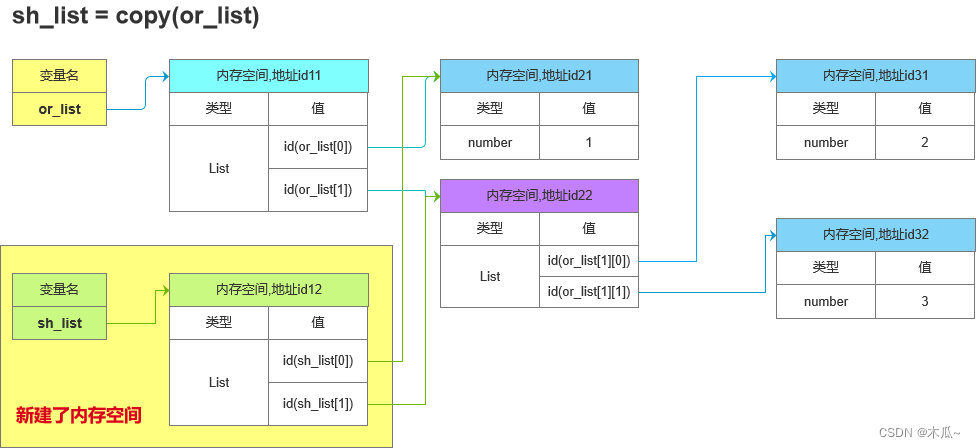 sh_list = copy(or_list)
变量名
or_list
内存空间,地址id11
类型 值
List
id(or_list[0])
id(or_list[1])
内存空间,地址id21
类型 值
number 1
内存空间,地址id31
类型 值
number 2
内存空间,地址id22
类型 值
List
id(or_list[1][0])
id(or_list[1][1])
内存空间,地址id32
类型 值
number 3
变量名
sh_list
内存空间,地址id12
类型 值
List
id(sh_list[0])
id(sh_list[1])
新建了内存空间
CSDN @木瓜~